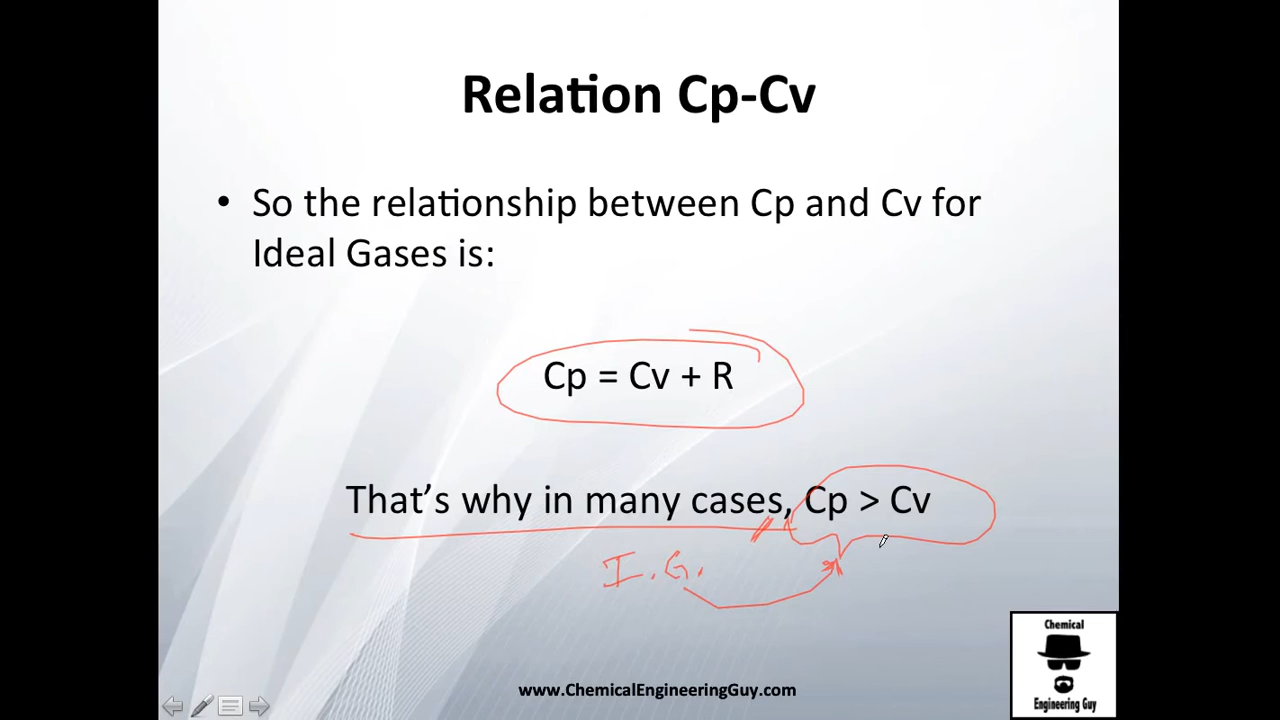 Relation Cp-Cv
• So the relationship between Cp and Cv for
Ideal Gases is:
Cp = Cv + R
That's why in many cases, Cp > Cv
I.G.
Chemical
Engineering Guy
www.ChemicalEngineeringGuy.com